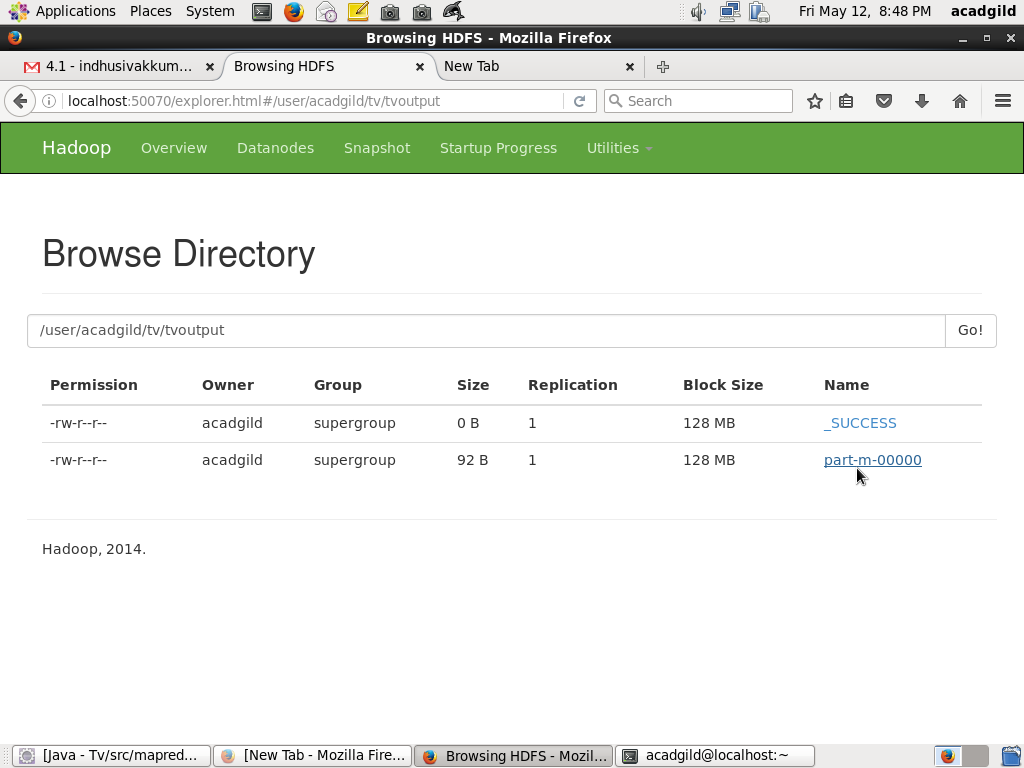 Applications Places System Fri May 12, 8:48 PM acadgild
Browsing HDFS - Mozilla Firefox
4.1 - indhusivakkum... Browsing HDFS New Tab
localhost:50070/explorer.html#/user/acadgild/tv/tvoutput Search
Hadoop Overview Datanodes Snapshot Startup Progress Utilities
Browse Directory
/user/acadgild/tv/tvoutput Go!
Permission Owner Group Size Replication Block Size Name
-rw-r--r-- acadgild supergroup 0 B 1 128 MB _SUCCESS
-rw-r--r-- acadgild supergroup 92 B 1 128 MB part-m-00000
Hadoop, 2014.
[Java - Tv/src/mapred... [New Tab - Mozilla Fire... Browsing HDFS - Mozil... acadgild@localhost:~